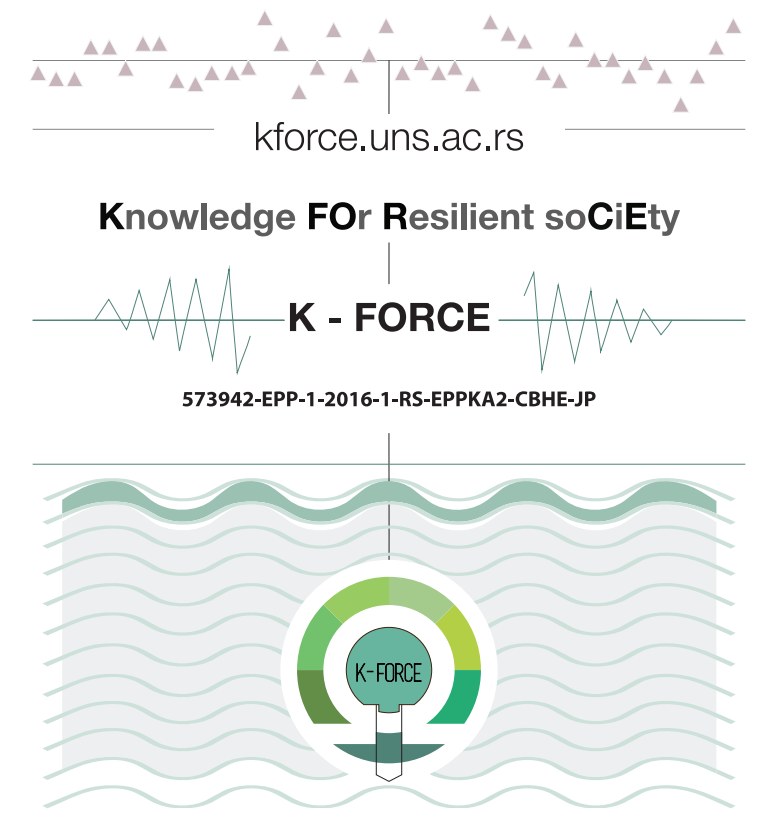 kforce.uns.ac.rs
Knowledge FOr Resilient soCiEty
K - FORCE
573942-EPP-1-2016-1-RS-EPPKA2-CBHE-JP
K-FORCE